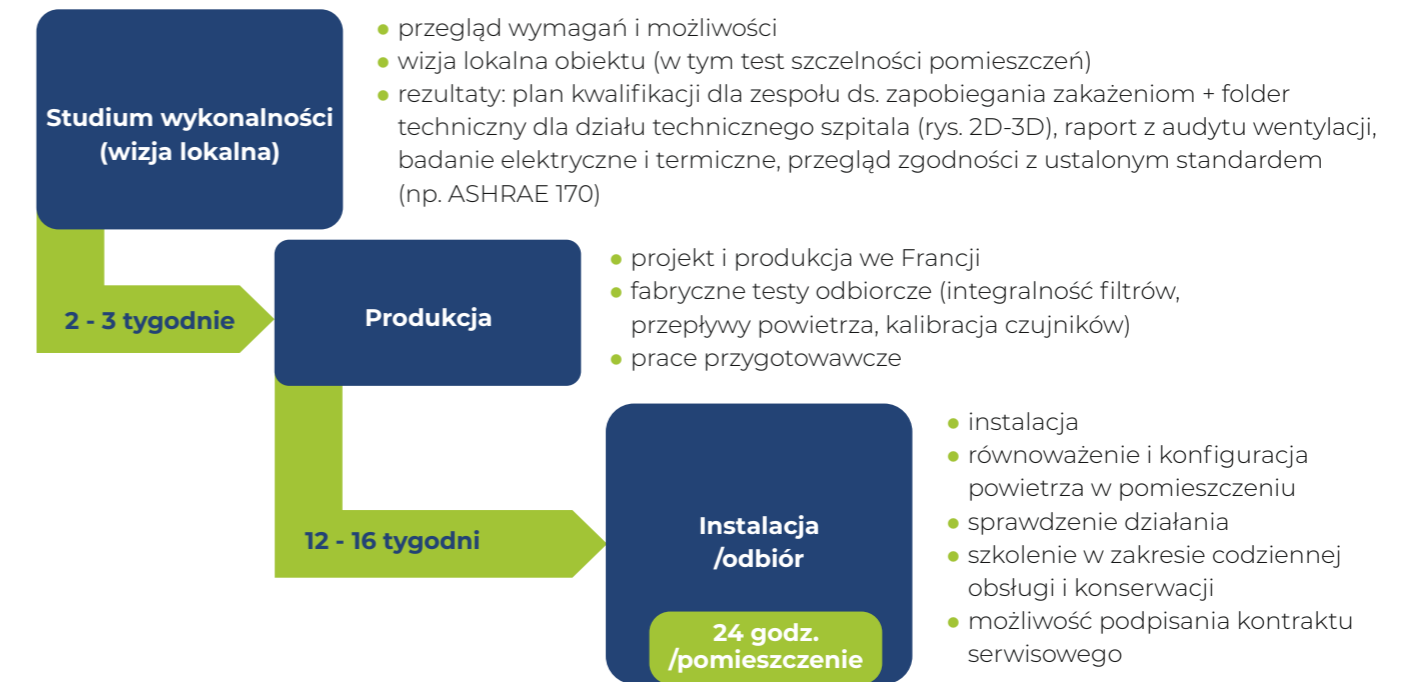 Studium wykonalności
(wizja lokalna)
● przegląd wymagań i możliwości
● wizja lokalna obiektu (w tym test szczelności pomieszczeń)
● rezultaty: plan kwalifikacji dla zespołu ds. zapobiegania zakażeniom + folder
techniczny dla działu technicznego szpitala (rys. 2D-3D), raport z audytu wentylacji,
badanie elektryczne i termiczne, przegląd zgodności z ustalonym standardem
(np. ASHRAE 170)
2 - 3 tygodnie
Produkcja
● projekt i produkcja we Francji
● fabryczne testy odbiorcze (integralność filtrów,
przepływy powietrza, kalibracja czujników)
● prace przygotowawcze
12 - 16 tygodni
Instalacja
/odbiór
24 godz.
/pomieszczenie
● instalacja
● równoważenie i konfiguracja
powietrza w pomieszczeniu
● sprawdzenie działania
● szkolenie w zakresie codziennej
obsługi i konserwacji
● możliwość podpisania kontraktu
serwisowego